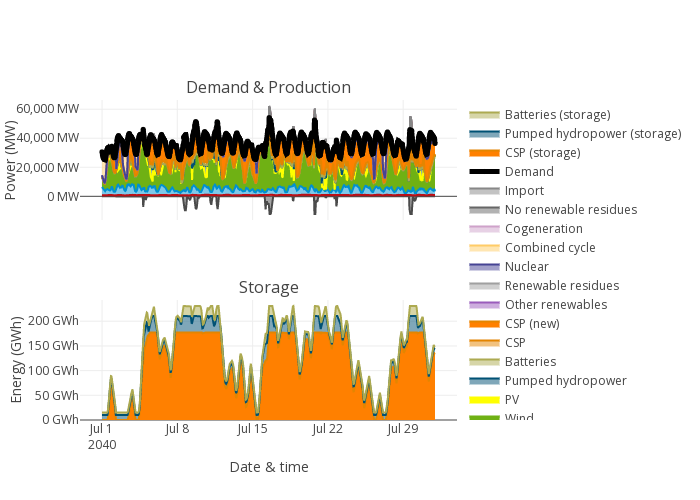 Demand & Production
60,000 MW
40,000 MW
20,000 MW
0 MW
Power (MW)
Storage
200 GWh
150 GWh
100 GWh
50 GWh
0 GWh
Energy (GWh)
Jul 1
2040
Jul 8
Jul 15
Jul 22
Jul 29
Date & time
Batteries (storage)
Pumped hydropower (storage)
CSP (storage)
Demand
Import
No renewable residues
Cogeneration
Combined cycle
Nuclear
Renewable residues
Other renewables
CSP (new)
CSP
Batteries
Pumped hydropower
PV
Wind